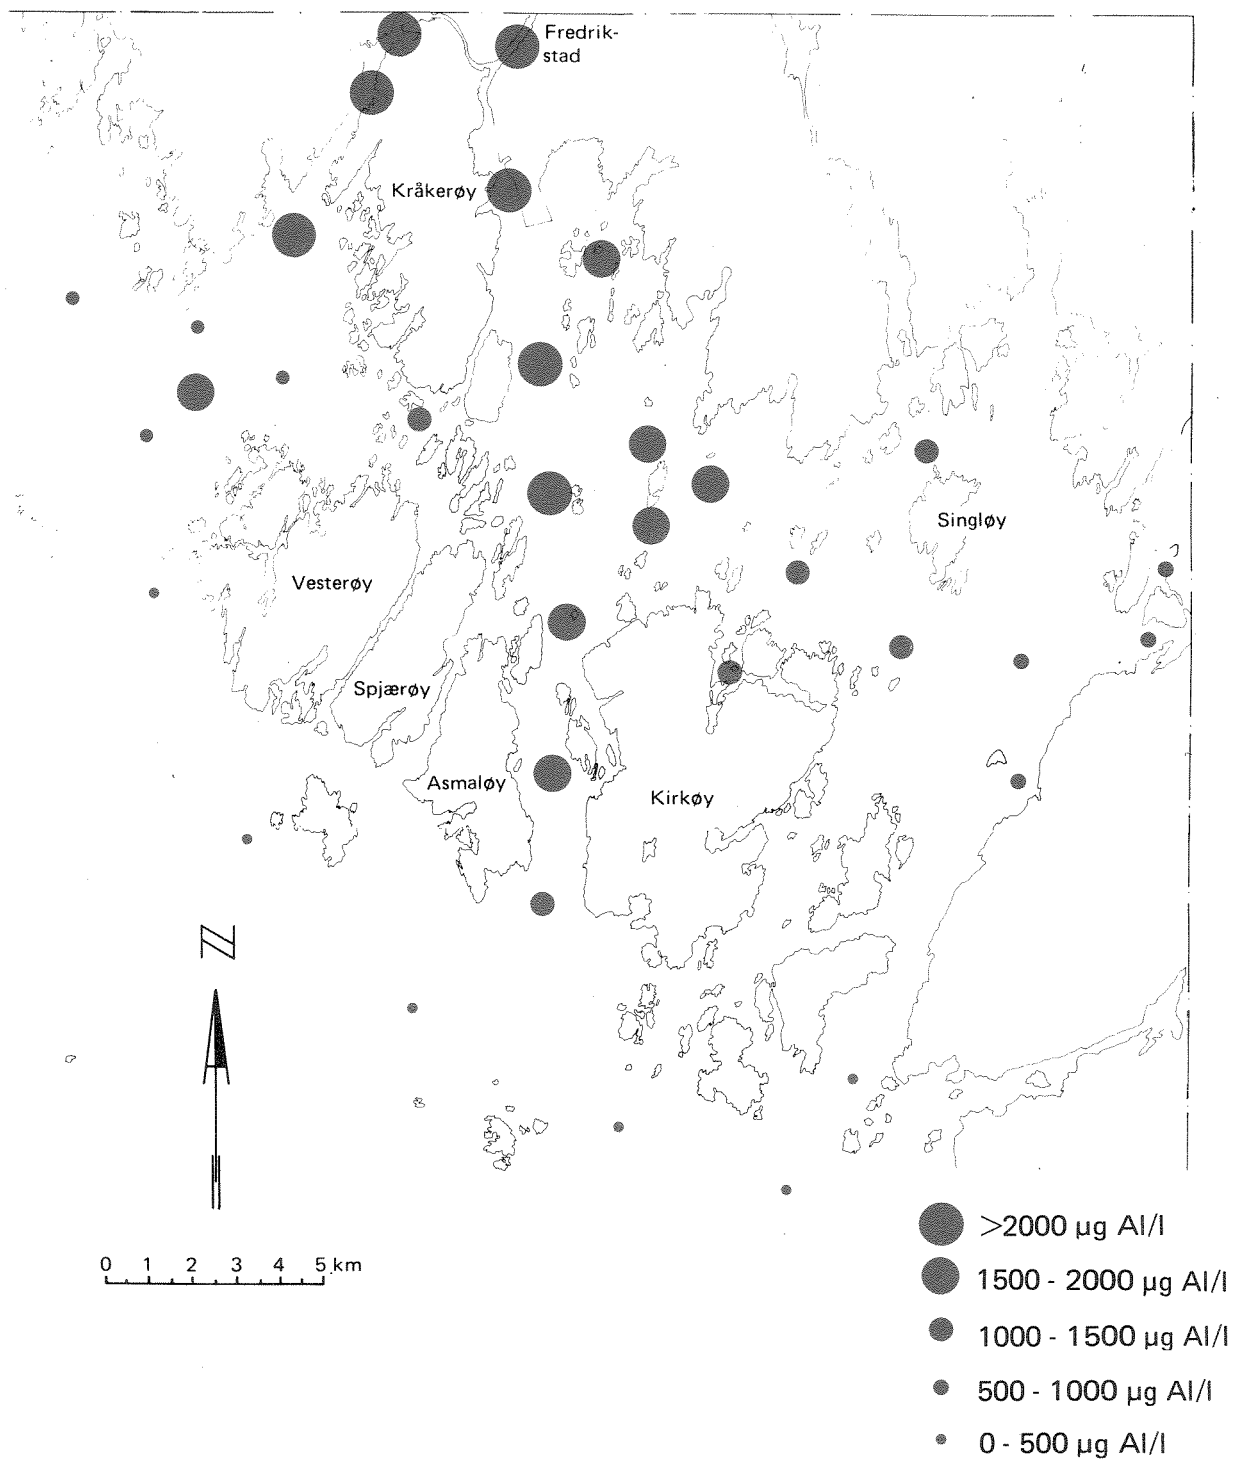 Fredrik-
stad
Kråkerøy
Singløy
Vesterøy
Spjærøy
Asmaløy
Kirkøy
N
0 1 2 3 4 5 km
>2000 µg Al/l
1500 - 2000 µg Al/l
1000 - 1500 µg Al/l
500 - 1000 µg Al/l
0 - 500 µg Al/l